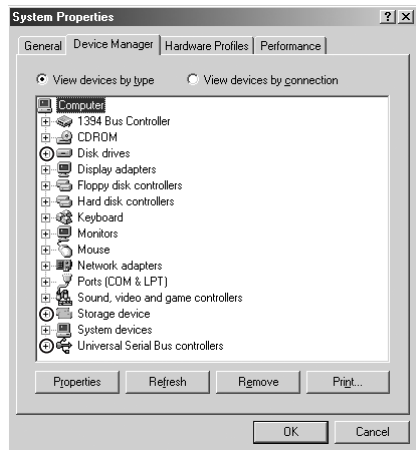 System Properties
General Device Manager Hardware Profiles Performance
View devices by type View devices by connection
Computer
1394 Bus Controller
CDROM
Disk drives
Display adapters
Floppy disk controllers
Hard disk controllers
Keyboard
Monitors
Mouse
Network adapters
Ports (COM & LPT)
Sound, video and game controllers
Storage device
System devices
Universal Serial Bus controllers
Properties Refresh Remove Print...
OK Cancel